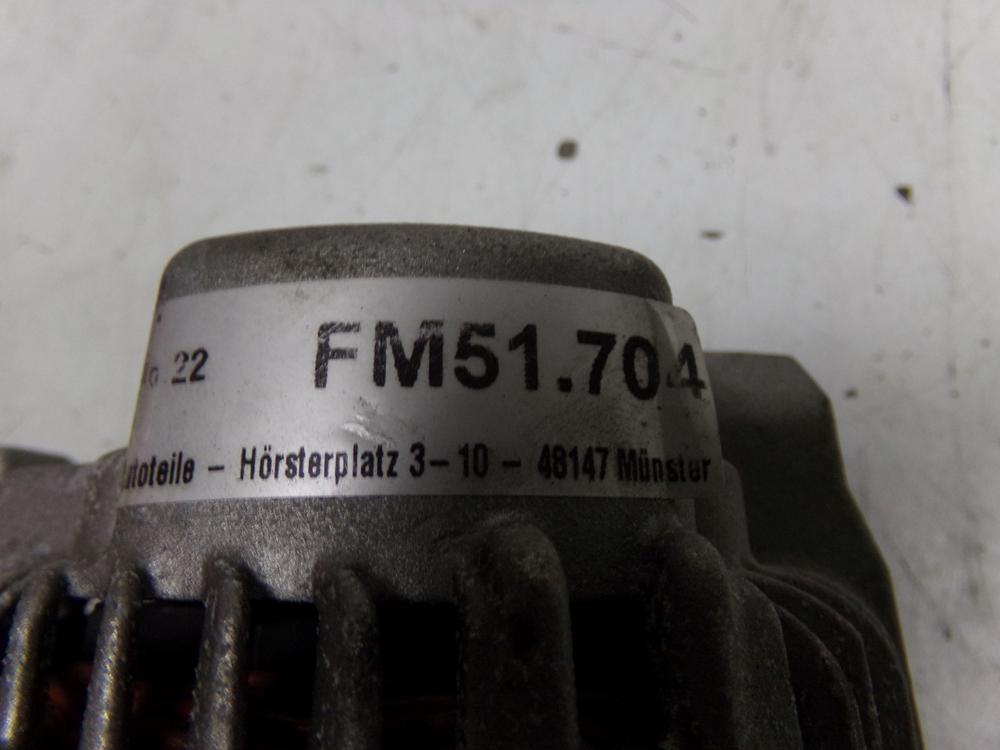 22 FM51.704
– Hörsterplatz 3–10 – 48147 Münster